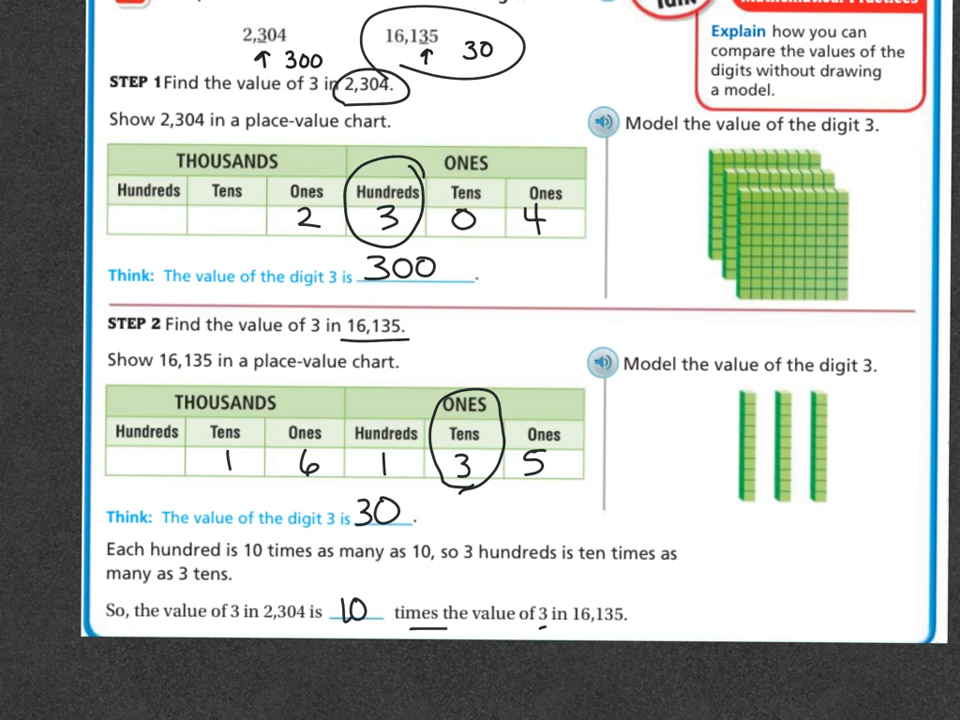 2,304 16,135
300 30
STEP 1 Find the value of 3 in 2,304.
Show 2,304 in a place-value chart.
THOUSANDS ONES
Hundreds Tens Ones Hundreds Tens Ones
2 3 0 4
Think: The value of the digit 3 is 300.
Explain how you can
compare the values of the
digits without drawing
a model.
Model the value of the digit 3.
STEP 2 Find the value of 3 in 16,135.
Show 16,135 in a place-value chart.
THOUSANDS ONES
Hundreds Tens Ones Hundreds Tens Ones
1 6 1 3 5
Think: The value of the digit 3 is 30.
Model the value of the digit 3.
Each hundred is 10 times as many as 10, so 3 hundreds is ten times as
many as 3 tens.
So, the value of 3 in 2,304 is 10 times the value of 3 in 16,135.